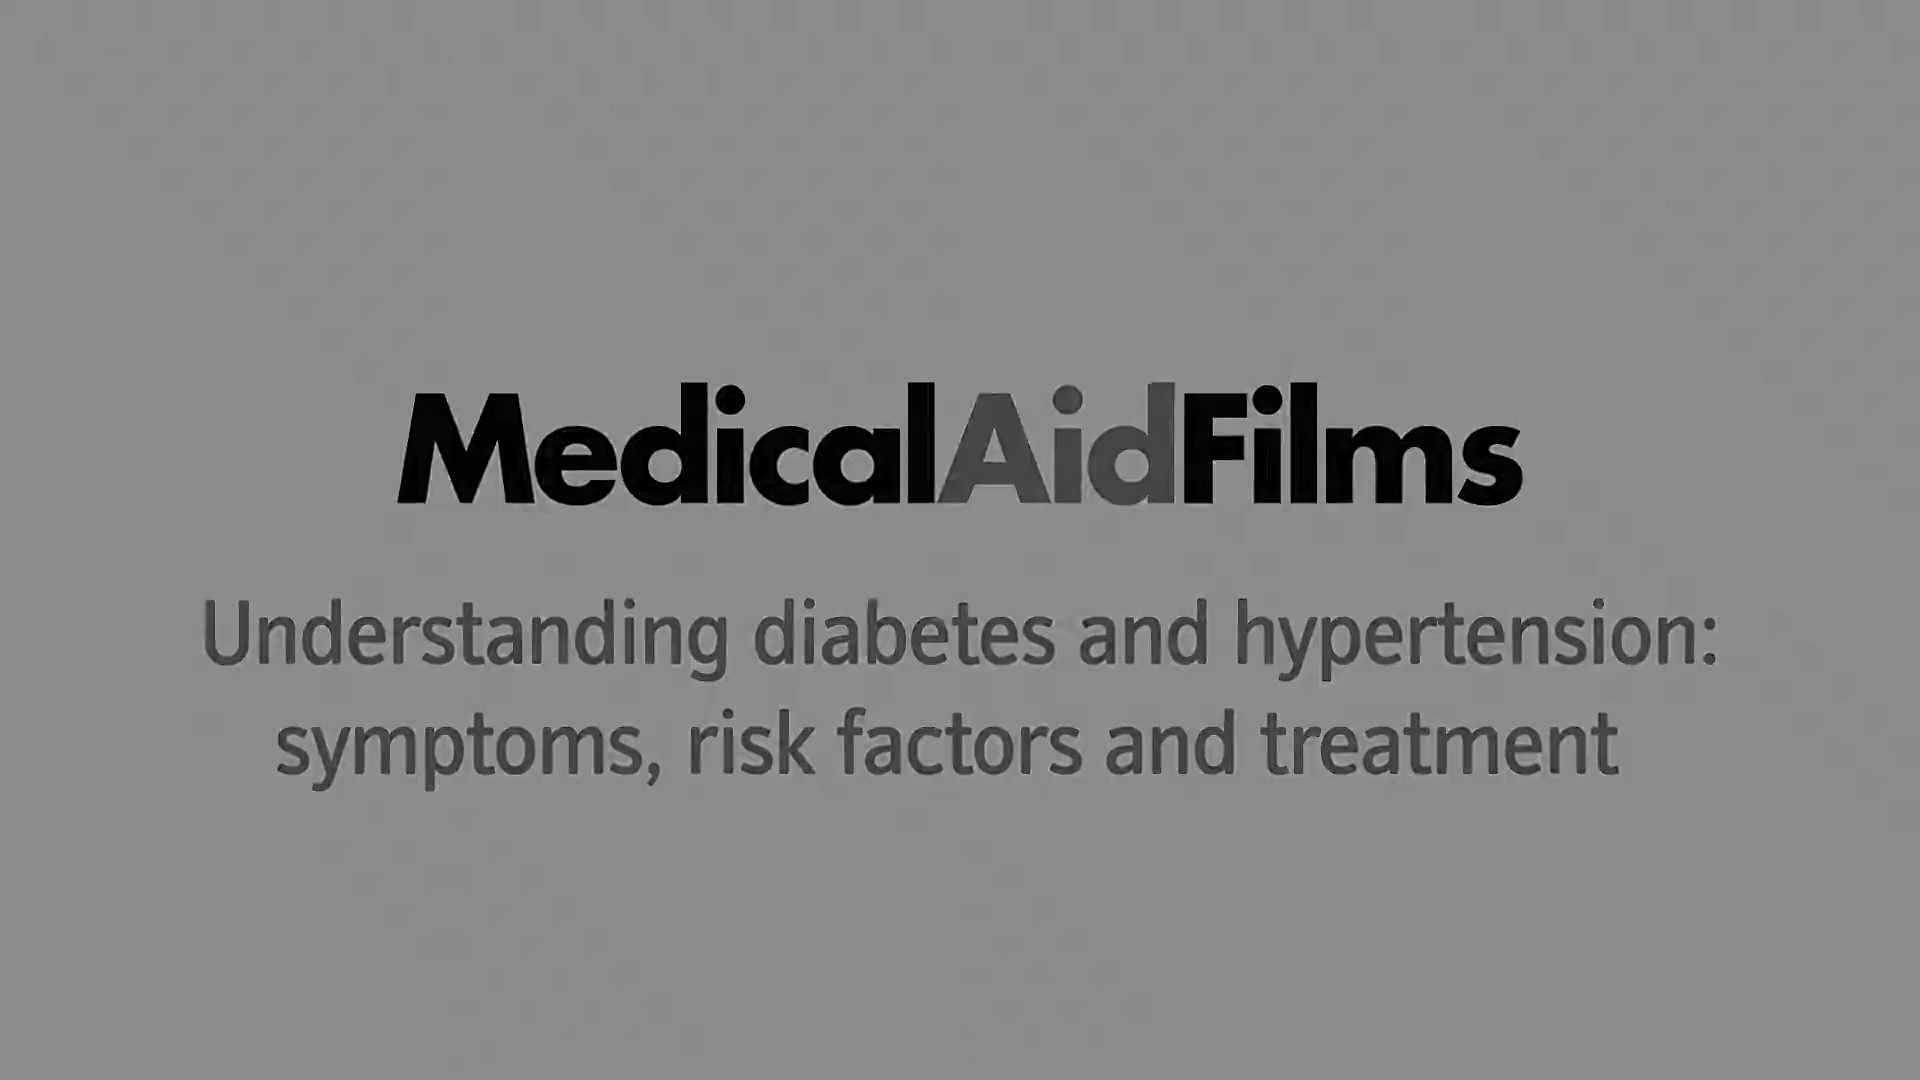 MedicalAidFilms
Understanding diabetes and hypertension:
symptoms, risk factors and treatment